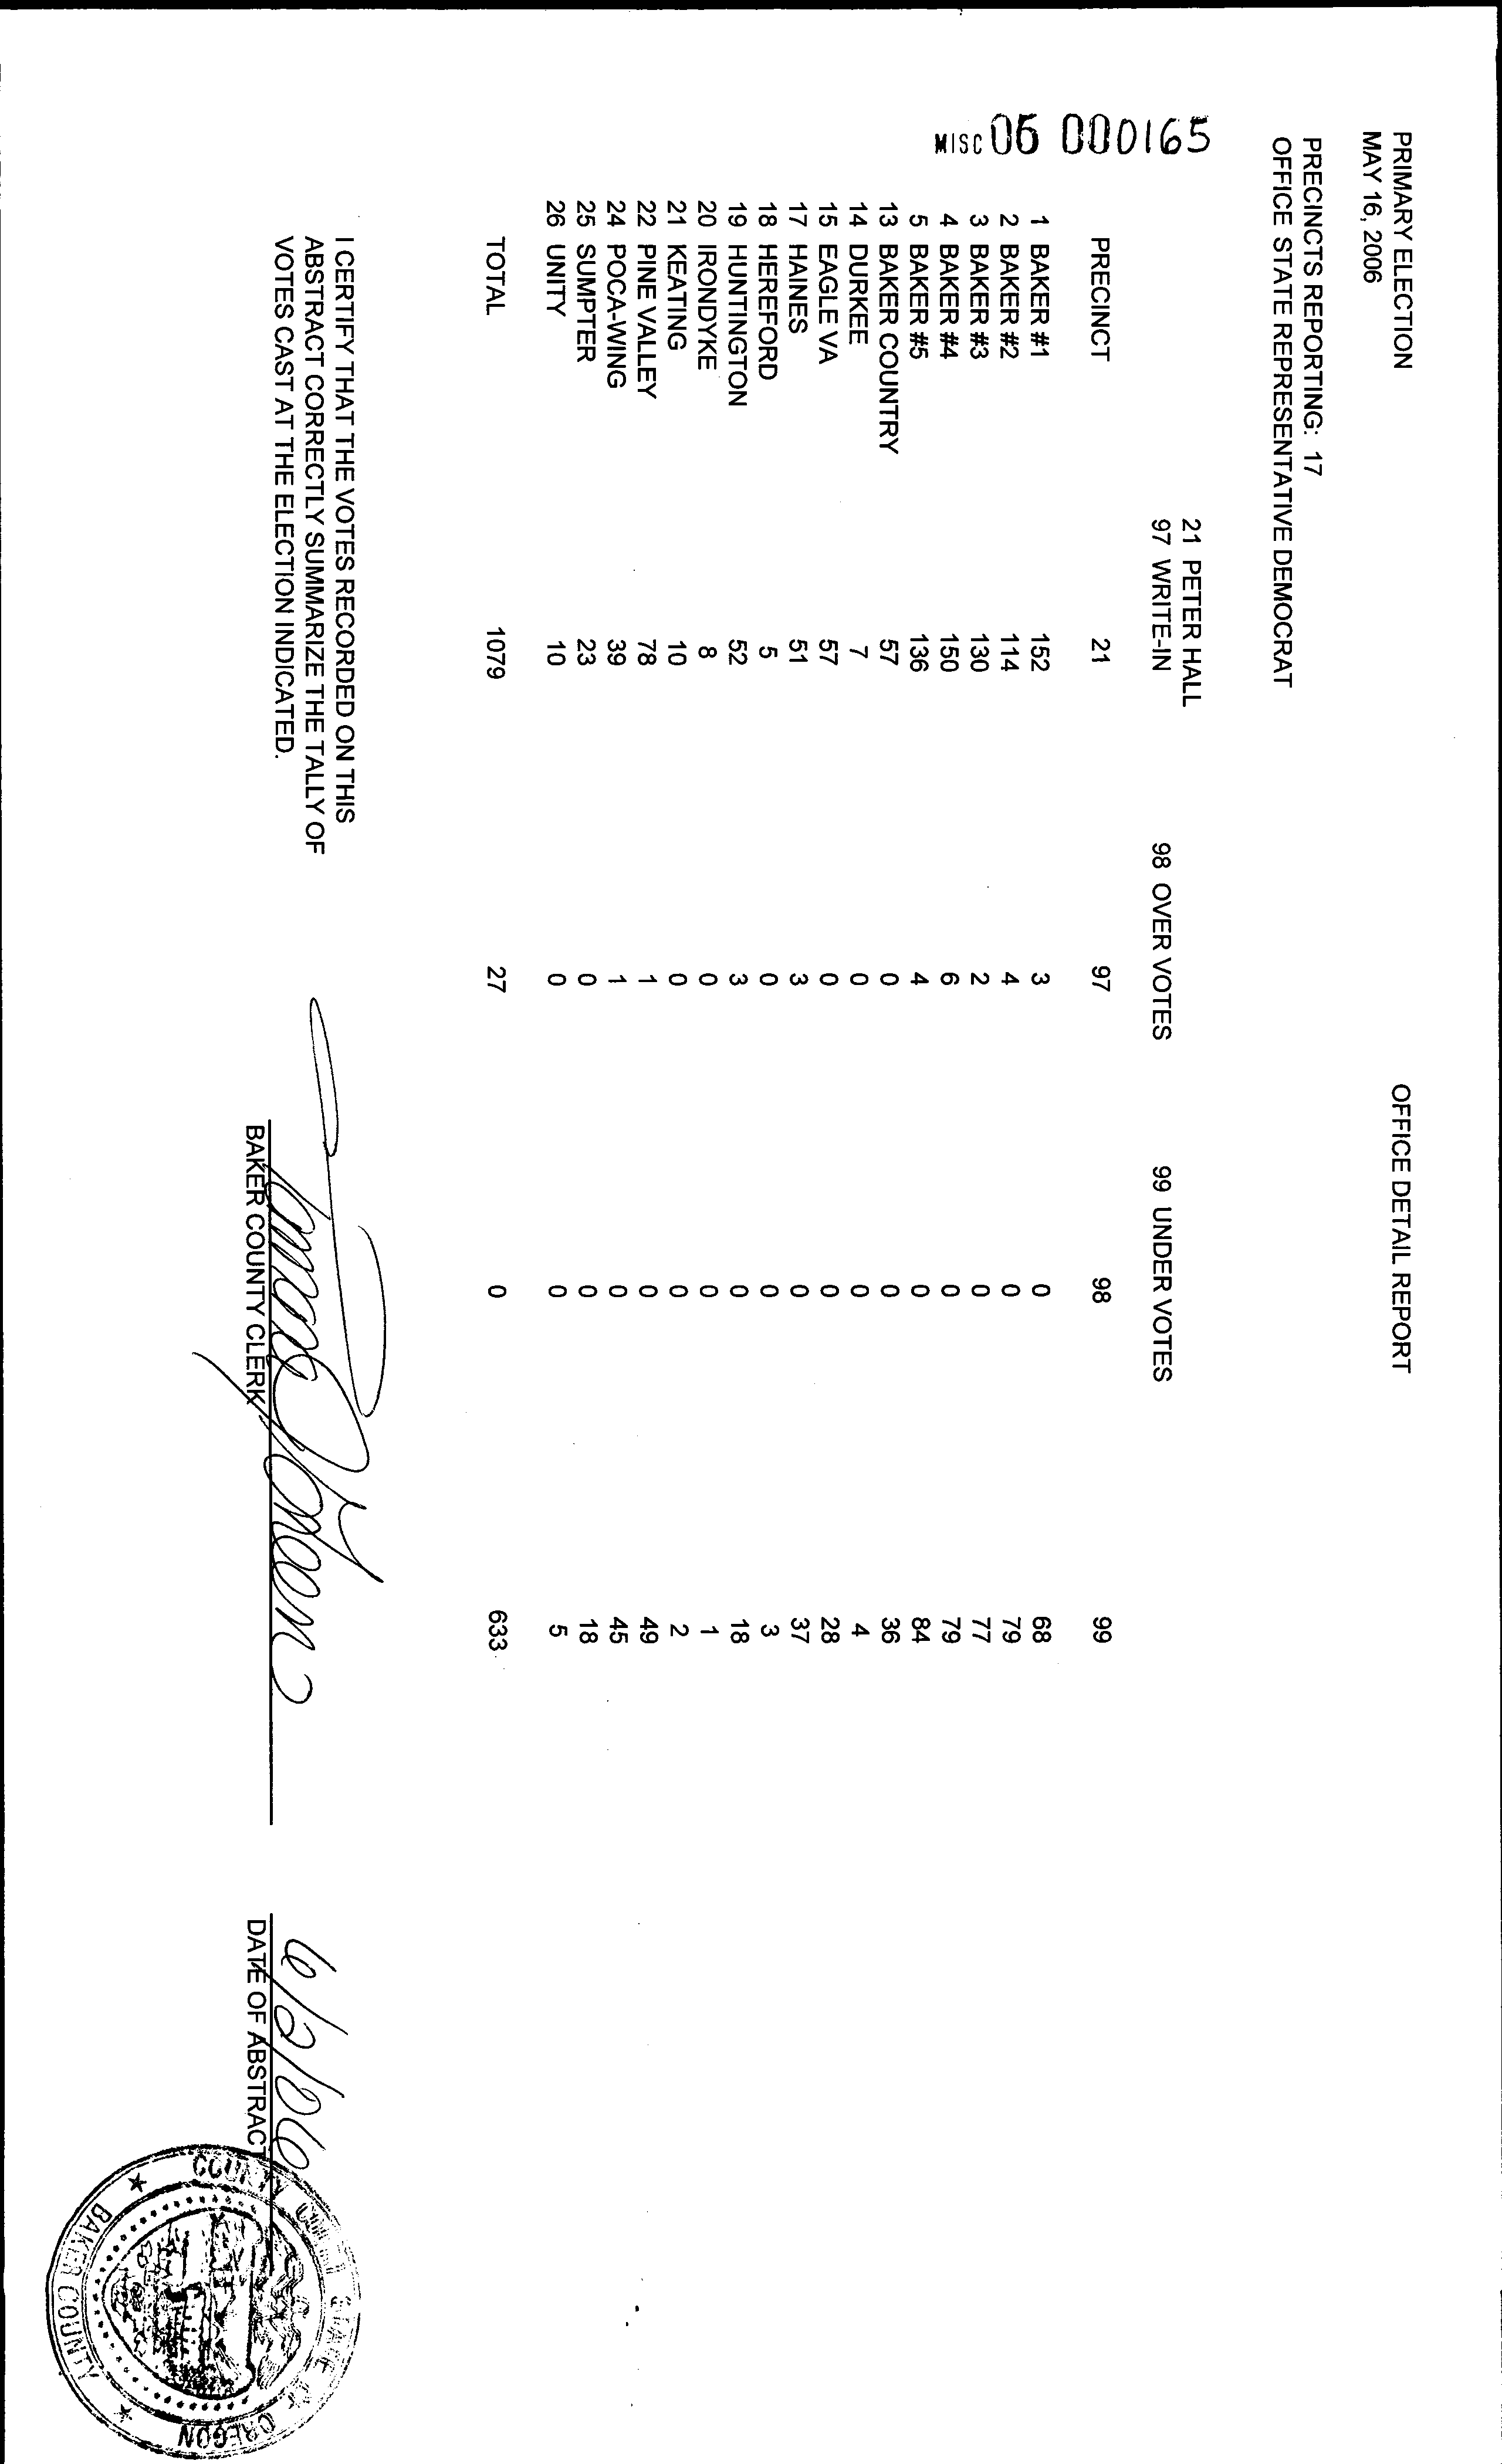 PRIMARY ELECTION OFFICE DETAIL REPORT
MAY 16, 2006
PRECINCTS REPORTING: 17
OFFICE STATE REPRESENTATIVE DEMOCRAT
MISC 06 000165
21 PETER HALL
97 WRITE-IN 98 OVER VOTES 99 UNDER VOTES
PRECINCT 21 97 98 99
1 BAKER #1 152 3 0 68
2 BAKER #2 114 4 0 79
3 BAKER #3 130 2 0 77
4 BAKER #4 150 6 0 79
5 BAKER #5 136 4 0 84
13 BAKER COUNTRY 57 0 0 36
14 DURKEE 7 0 0 4
15 EAGLE VA 57 0 0 28
17 HAINES 51 3 0 37
18 HEREFORD 5 0 0 3
19 HUNTINGTON 52 3 0 18
20 IRONDYKE 8 0 0 1
21 KEATING 10 0 0 2
22 PINE VALLEY 78 1 0 49
24 POCA-WING 39 1 0 45
25 SUMPTER 23 0 0 18
26 UNITY 10 0 0 5
TOTAL 1079 27 0 633
I CERTIFY THAT THE VOTES RECORDED ON THIS
ABSTRACT CORRECTLY SUMMARIZE THE TALLY OF
VOTES CAST AT THE ELECTION INDICATED.
6/2/06
BAKER COUNTY CLERK DATE OF ABSTRACT
COUNTY COURT STATE OF OREGON
BAKER COUNTY